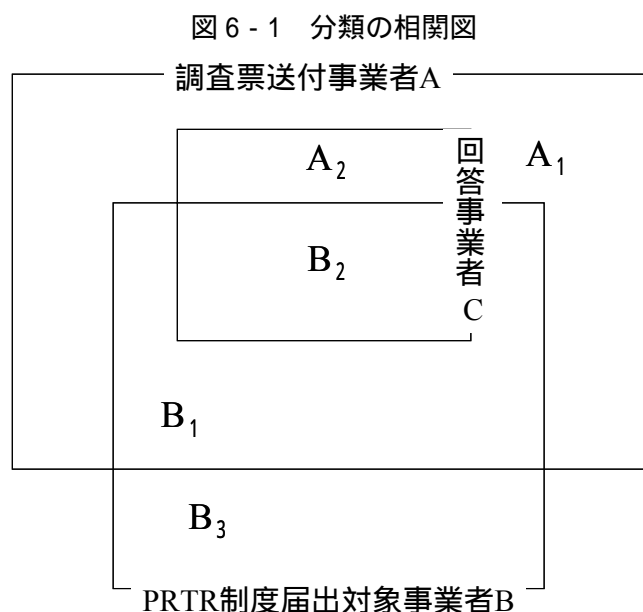 図6-1 分類の相関図
調査票送付事業者A
A2
回答事業者C
A1
B2
B1
B3
PRTR制度届出対象事業者B